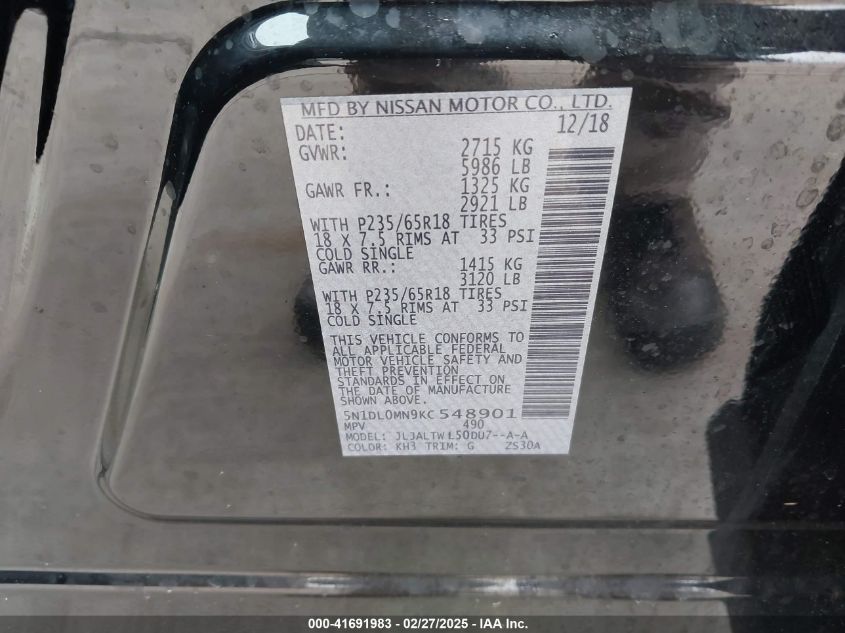 MFD BY NISSAN MOTOR CO., LTD.
DATE: 12/18
GVWR: 2715 KG
5986 LB
GAWR FR.: 1325 KG
2921 LB
WITH P235/65R18 TIRES
18 X 7.5 RIMS AT 33 PSI
COLD SINGLE
GAWR RR.: 1415 KG
3120 LB
WITH P235/65R18 TIRES
18 X 7.5 RIMS AT 33 PSI
COLD SINGLE
THIS VEHICLE CONFORMS TO
ALL APPLICABLE FEDERAL
MOTOR VEHICLE SAFETY AND
THEFT PREVENTION
STANDARDS IN EFFECT ON
THE DATE OF MANUFACTURE
SHOWN ABOVE.
5N1DL0MN9KC548901
MPV 490
MODEL: JLJALTWL50DU7--A-A
COLOR: KH3 TRIM: G ZS30A
000-41691983 - 02/27/2025 - IAA Inc.